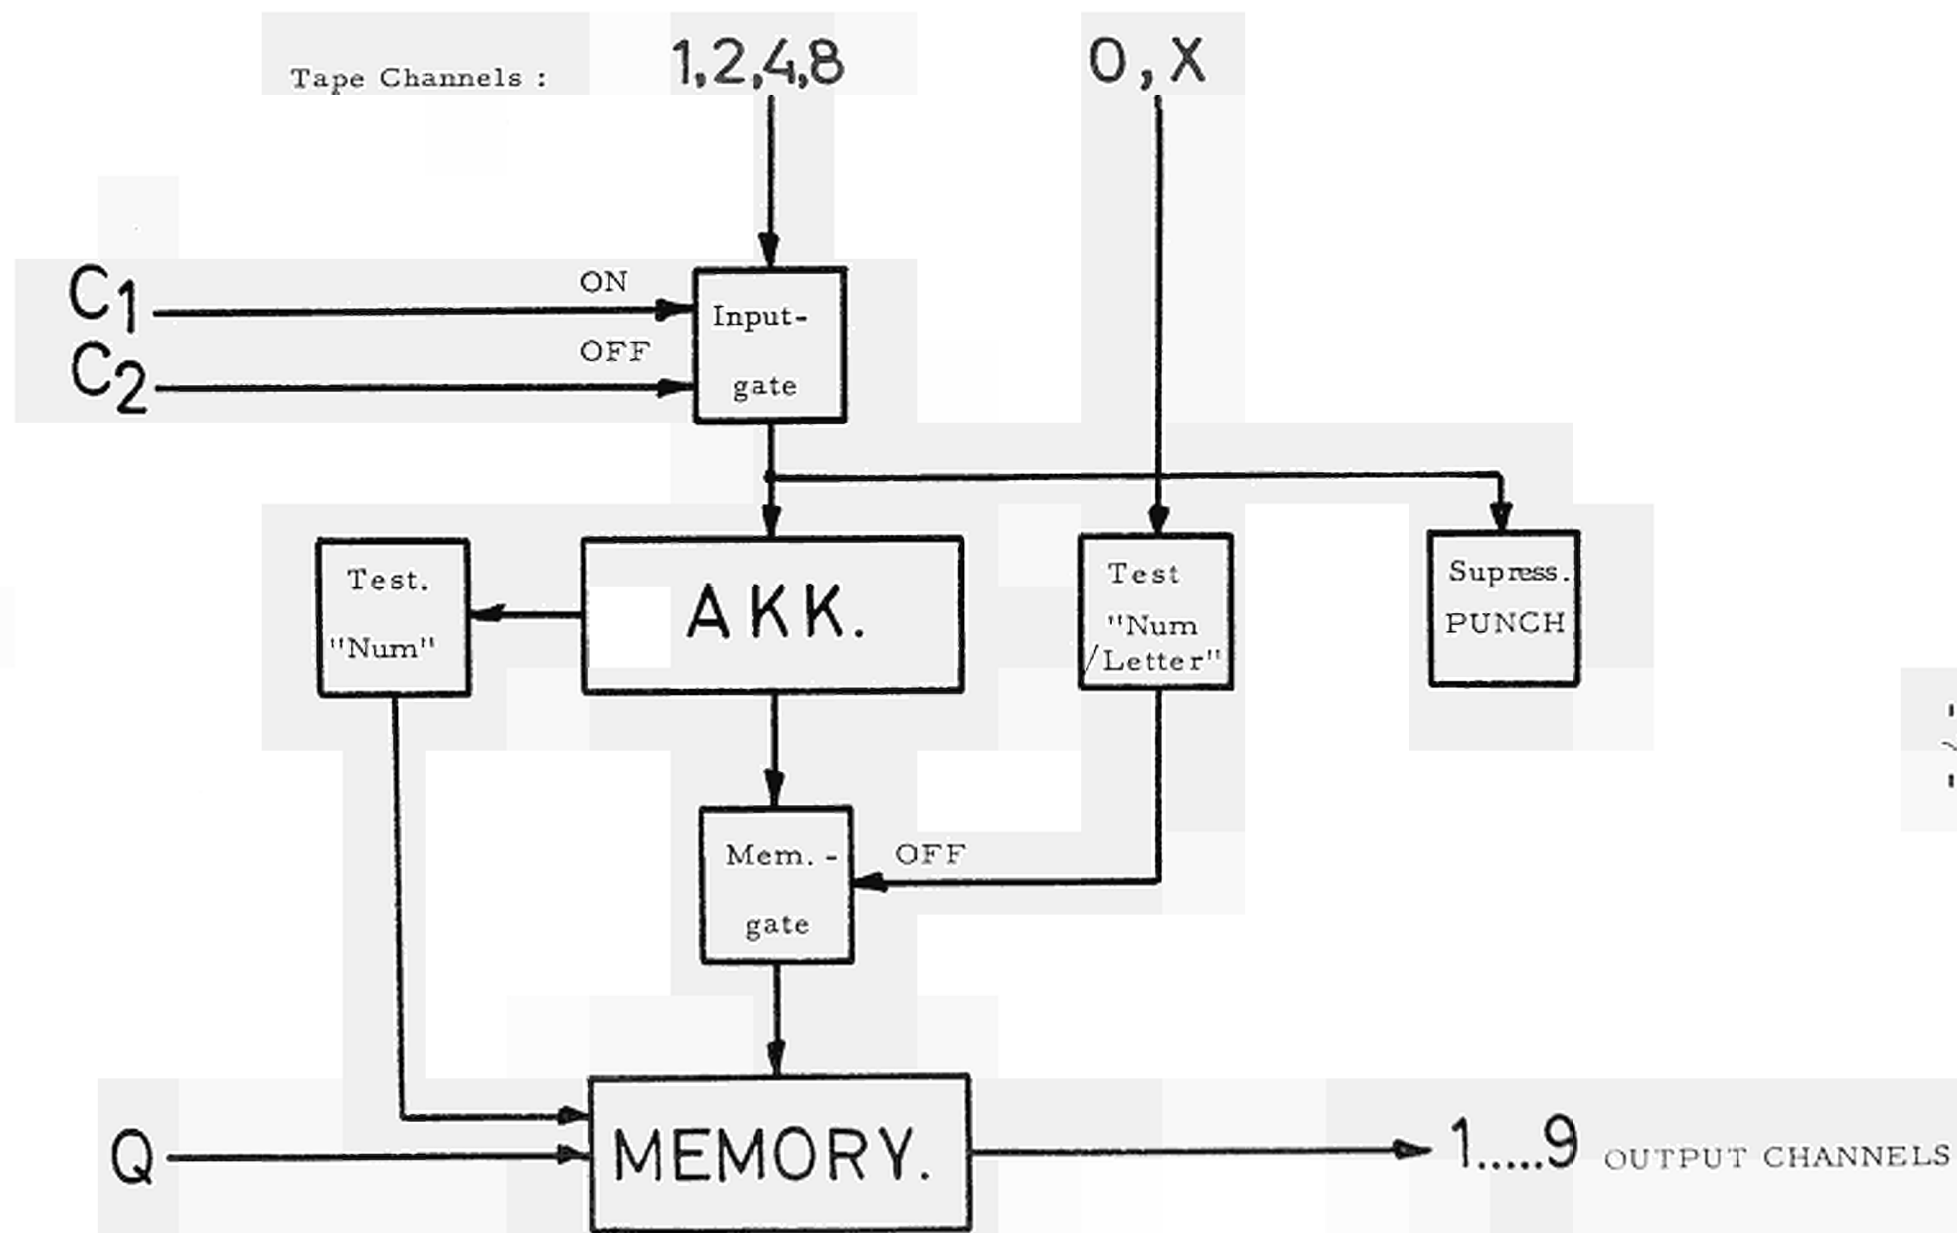 Tape Channels :
1,2,4,8
0,X
C1
ON
C2
OFF
Input-
gate
Test.
"Num"
AKK.
Test
"Num
/Letter"
Supress.
PUNCH
Mem. -
gate
OFF
Q
MEMORY.
1.....9
OUTPUT CHANNELS